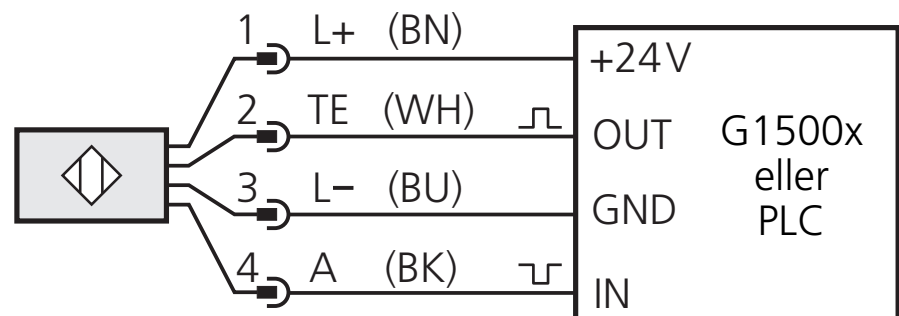 1 L+ (BN) +24V
2 TE (WH) OUT
3 L− (BU) GND
4 A (BK) IN
G1500x
eller
PLC